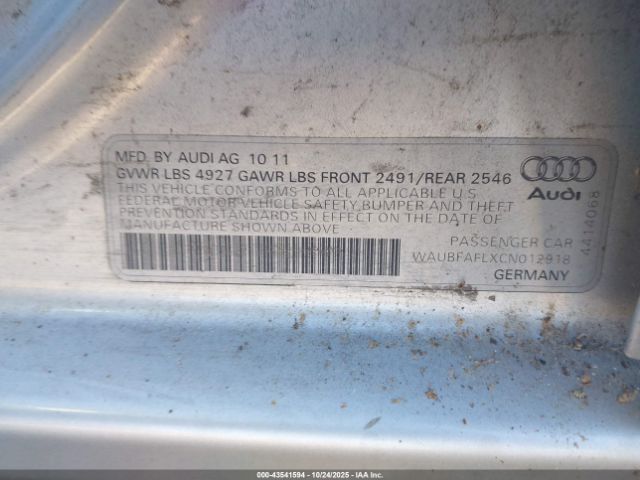 MFD. BY AUDI AG 10 11
GVWR LBS 4927 GAWR LBS FRONT 2491/REAR 2546
THIS VEHICLE CONFORMS TO ALL APPLICABLE U.S.
FEDERAL MOTOR VEHICLE SAFETY, BUMPER AND THEFT
PREVENTION STANDARDS IN EFFECT ON THE DATE OF
MANUFACTURE SHOWN ABOVE
Audi
4414068
PASSENGER CAR
WAUBFAFLXCN012918
GERMANY
000-43541594 - 10/24/2025 - IAA Inc.